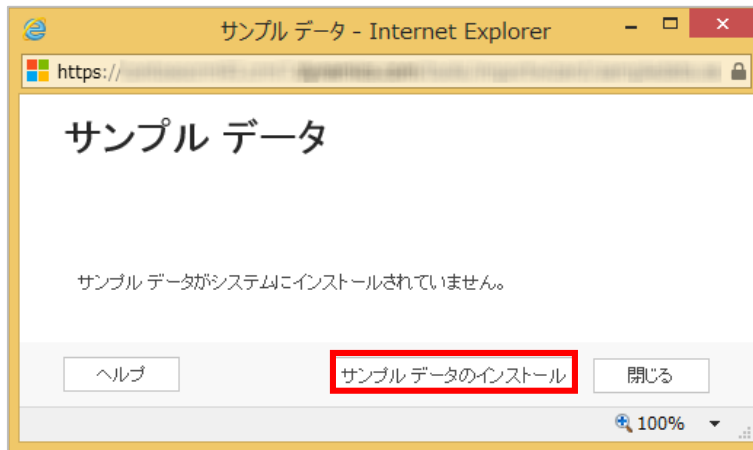 サンプル データ - Internet Explorer
https://
サンプル データ
サンプル データがシステムにインストールされていません。
ヘルプ
サンプル データのインストール
閉じる
100%